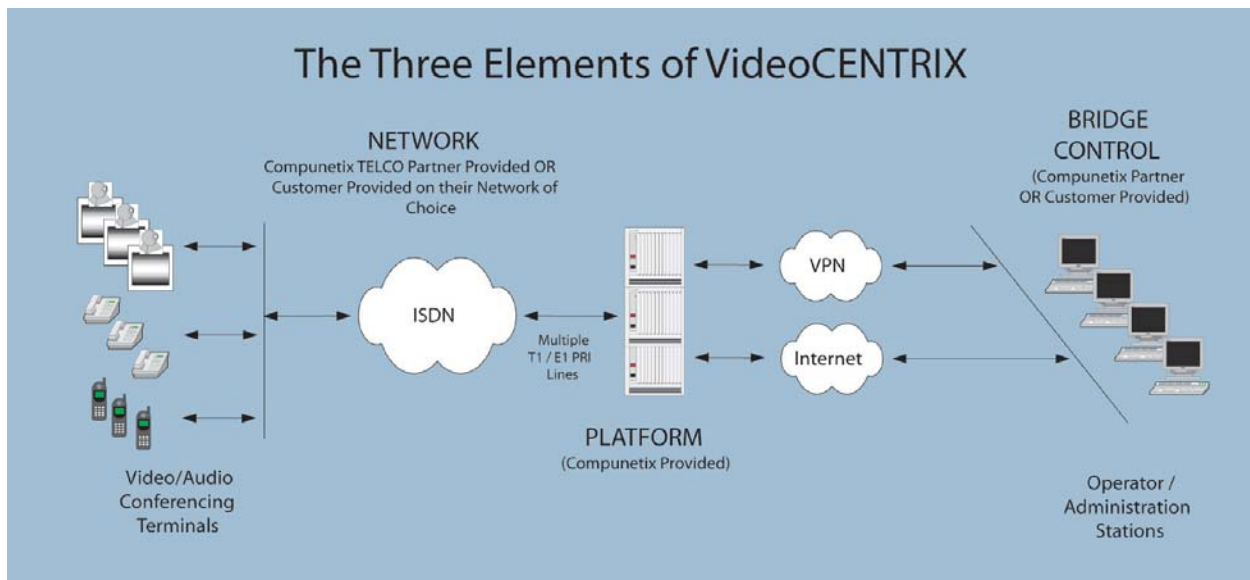 The Three Elements of VideoCENTRIX
NETWORK
Compunetix TELCO Partner Provided OR
Customer Provided on their Network of
Choice
BRIDGE
CONTROL
(Compunetix Partner
OR Customer Provided)
ISDN
Multiple
T1 / E1 PRI
Lines
VPN
Internet
PLATFORM
(Compunetix Provided)
Video/Audio
Conferencing
Terminals
Operator /
Administration
Stations